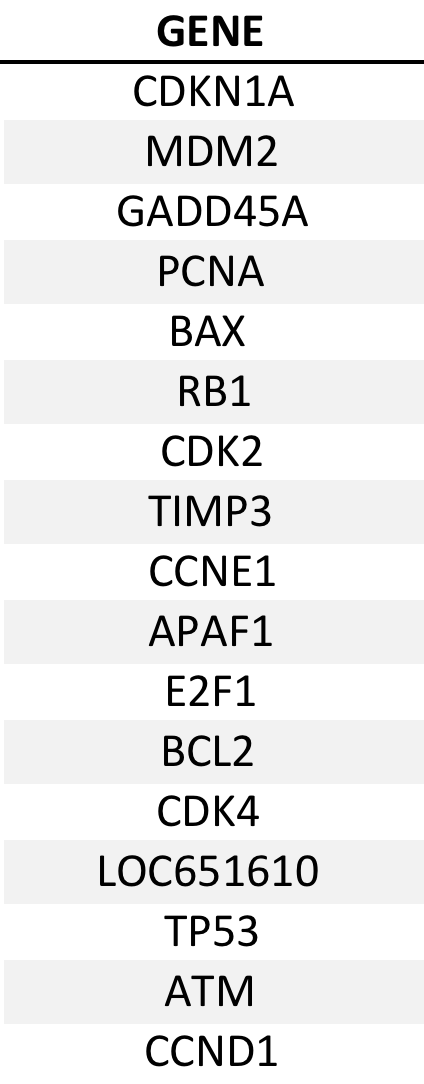 GENE
CDKN1A
MDM2
GADD45A
PCNA
BAX
RB1
CDK2
TIMP3
CCNE1
APAF1
E2F1
BCL2
CDK4
LOC651610
TP53
ATM
CCND1